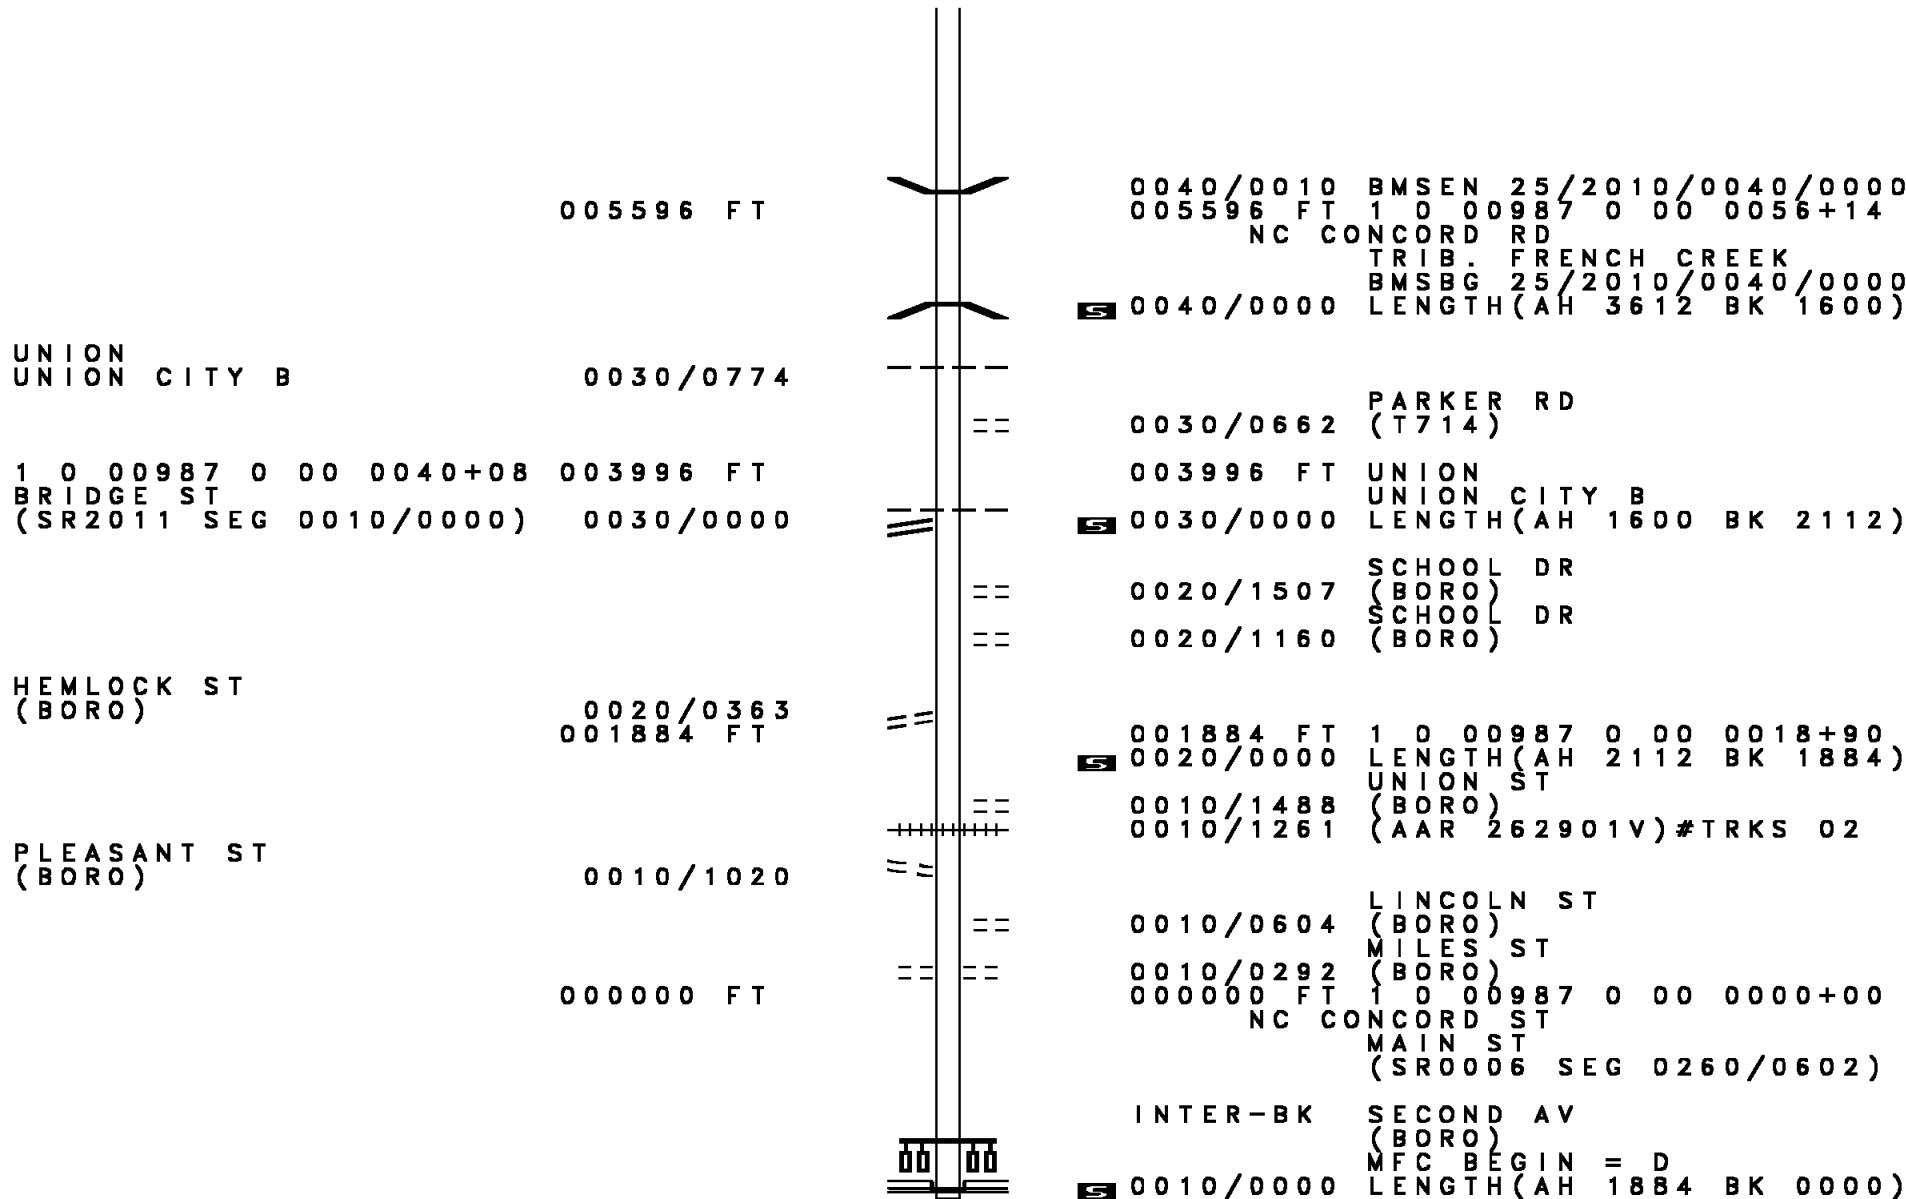 0040/0010 BMSEN 25/2010/0040/0000
005596 FT 005596 FT 1 0 00987 0 00 0056+14
NC CONCORD RD
TRIB. FRENCH CREEK
BMSBG 25/2010/0040/0000
S 0040/0000 LENGTH(AH 3612 BK 1600)
UNION
UNION CITY B 0030/0774
PARKER RD
0030/0662 (T714)
1 0 00987 0 00 0040+08 003996 FT 003996 FT UNION
BRIDGE ST UNION CITY B
(SR2011 SEG 0010/0000) 0030/0000 S 0030/0000 LENGTH(AH 1600 BK 2112)
SCHOOL DR
0020/1507 (BORO)
SCHOOL DR
0020/1160 (BORO)
HEMLOCK ST
(BORO) 0020/0363
001884 FT 001884 FT 1 0 00987 0 00 0018+90
S 0020/0000 LENGTH(AH 2112 BK 1884)
UNION ST
0010/1488 (BORO)
0010/1261 (AAR 262901V)#TRKS 02
PLEASANT ST
(BORO) 0010/1020
LINCOLN ST
0010/0604 (BORO)
MILES ST
0010/0292 (BORO)
000000 FT 000000 FT 1 0 00987 0 00 0000+00
NC CONCORD ST
MAIN ST
(SR0006 SEG 0260/0602)
INTER-BK SECOND AV
(BORO)
MFC BEGIN = D
S 0010/0000 LENGTH(AH 1884 BK 0000)